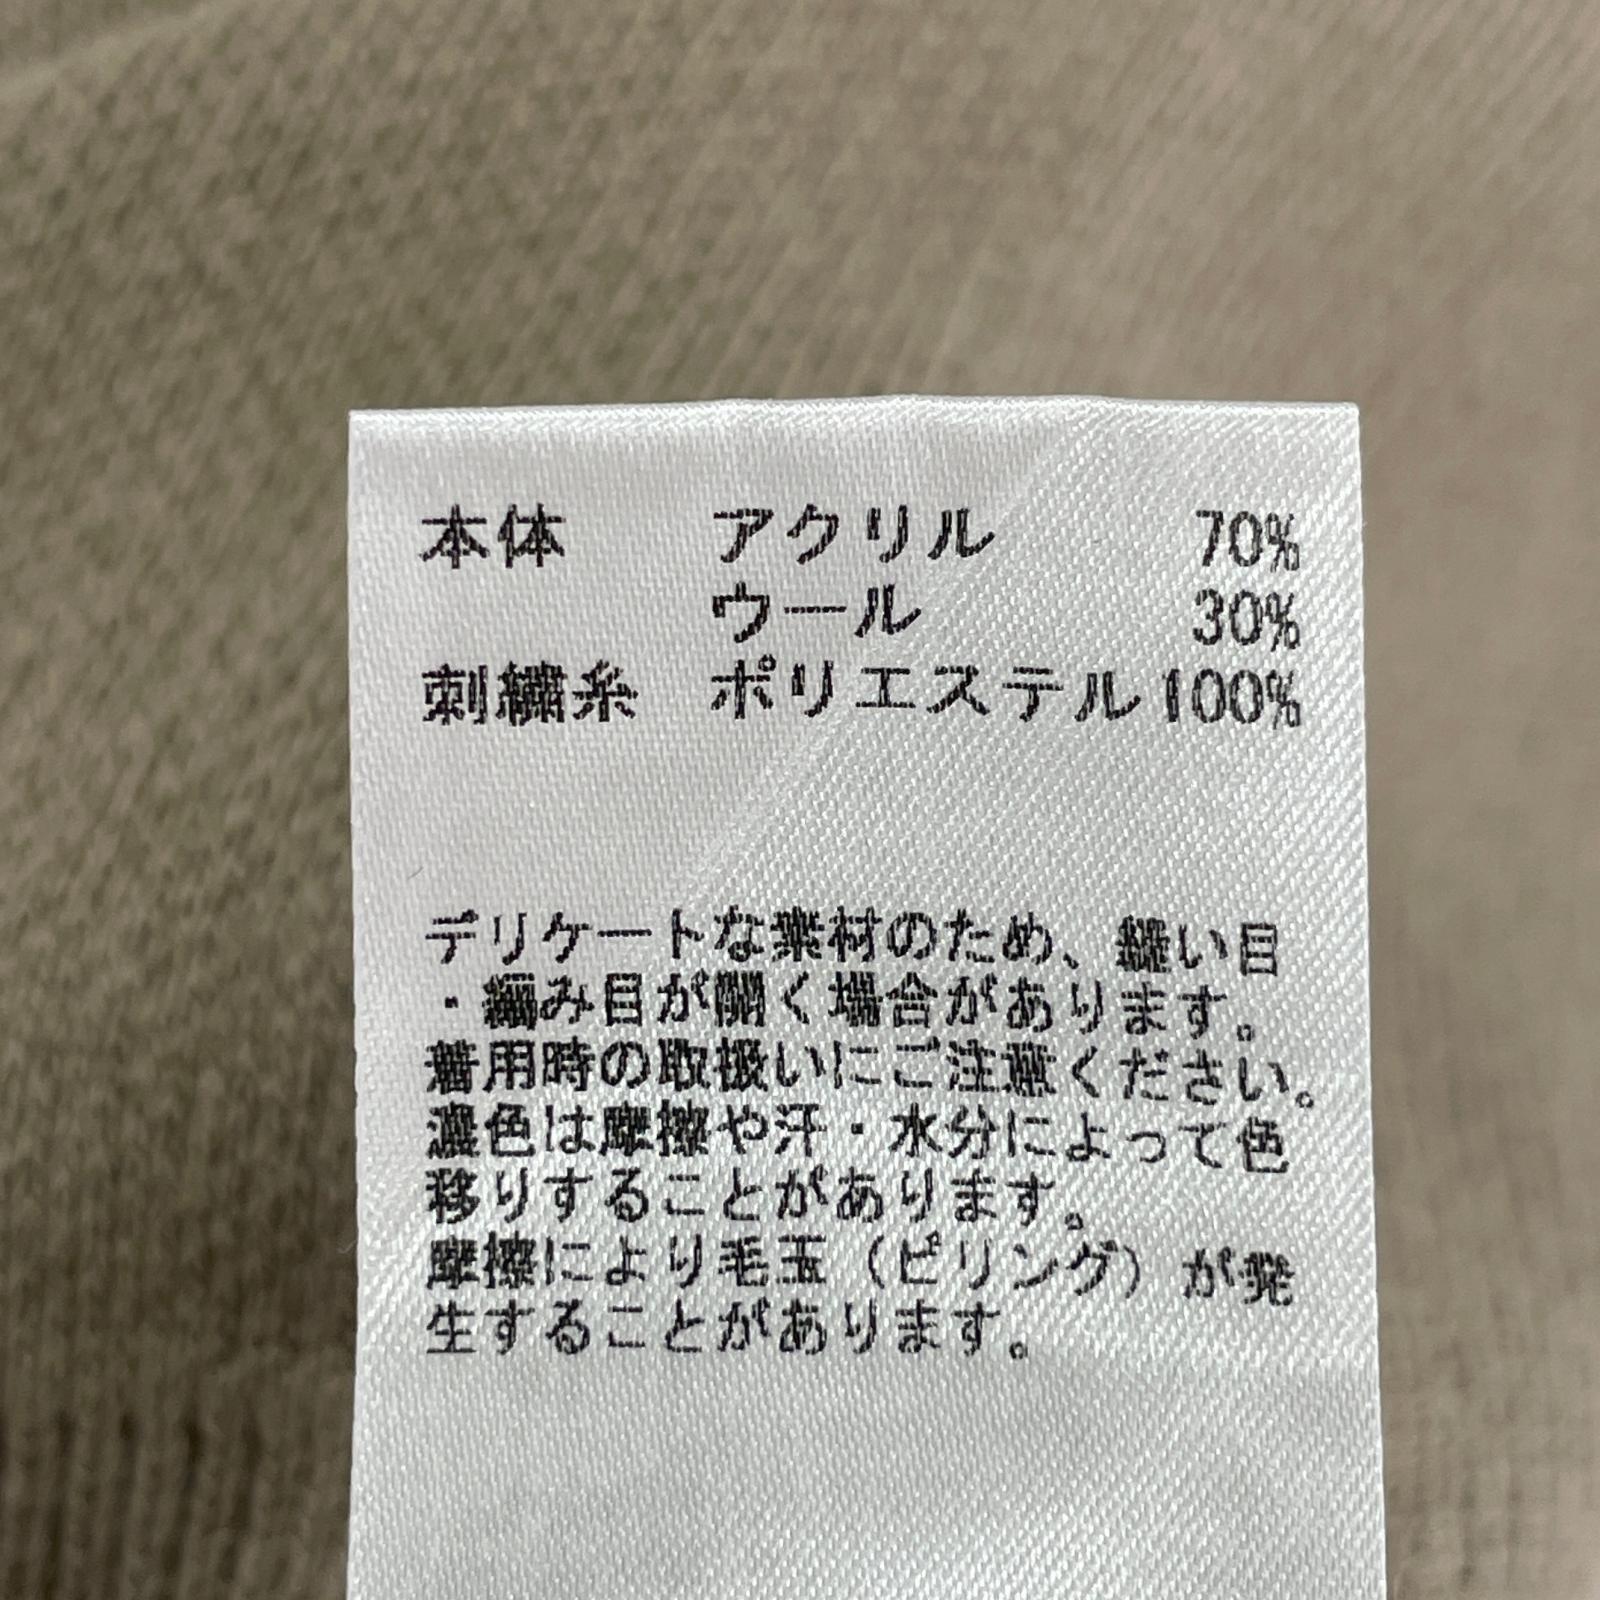 本体 アクリル 70%
ウール 30%
刺繍糸 ポリエステル 100%
デリケートな素材のため、縫い目
・編み目が開く場合があります。
着用時の取扱いにご注意ください。
濃色は摩擦や汗・水分によって色
移りすることがあります。
摩擦により毛玉（ピリング）が発
生することがあります。